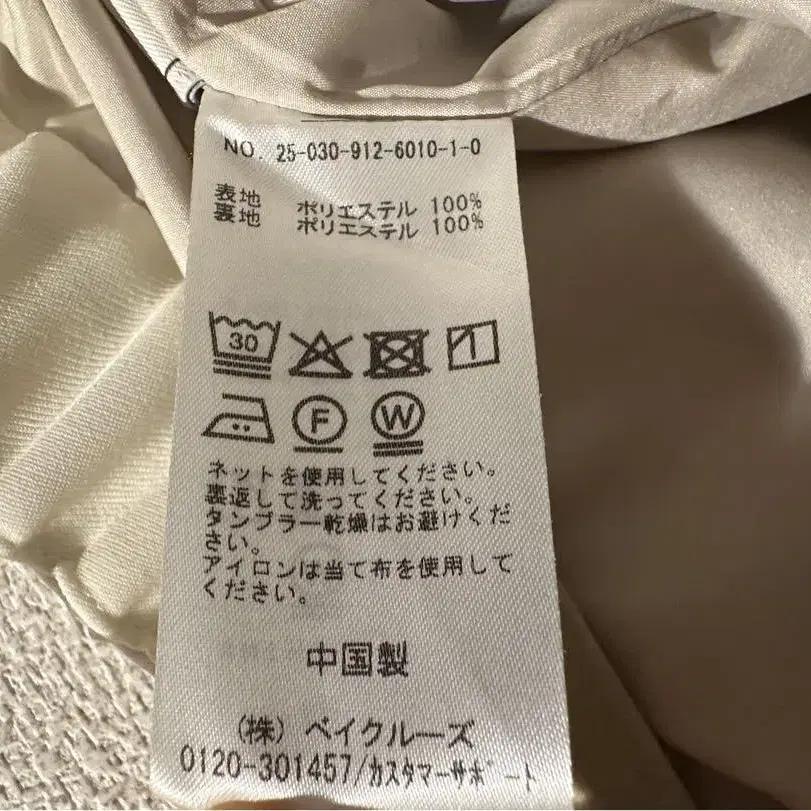 NO. 25-030-912-6010-1-0
表地 ポリエステル 100%
裏地 ポリエステル 100%
30
F
W
ネットを使用してください。
裏返して洗ってください。
タンブラー乾燥はお避けくだ
さい。
アイロンは当て布を使用して
ください。
中国製
(株) ベイクルーズ
0120-301457/カスタマーサポート